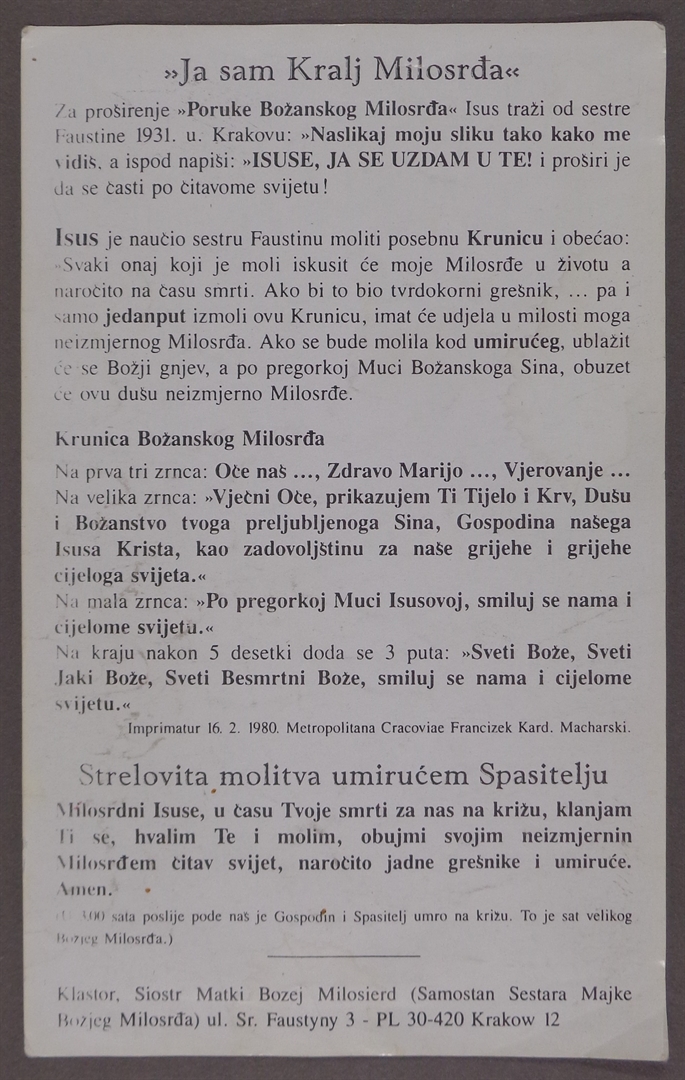 »Ja sam Kralj Milosrđa«
Za proširenje »Poruke Božanskog Milosrđa« Isus traži od sestre
Faustine 1931. u. Krakovu: »Naslikaj moju sliku tako kako me
vidiš, a ispod napiši: »ISUSE, JA SE UZDAM U TE! i proširi je
da se časti po čitavome svijetu!
Isus je naučio sestru Faustinu moliti posebnu Krunicu i obećao:
»Svaki onaj koji je moli iskusit će moje Milosrđe u životu a
naročito na času smrti. Ako bi to bio tvrdokorni grešnik, ... pa i
samo jedanput izmoli ovu Krunicu, imat će udjela u milosti moga
neizmjernog Milosrđa. Ako se bude molila kod umirućeg, ublažit
će se Božji gnjev, a po pregorkoj Muci Božanskoga Sina, obuzet
će ovu dušu neizmjerno Milosrđe.
Krunica Božanskog Milosrđa
Na prva tri zrnca: Oče naš ..., Zdravo Marijo ..., Vjerovanje ...
Na velika zrnca: »Vječni Oče, prikazujem Ti Tijelo i Krv, Dušu
i Božanstvo tvoga preljubljenoga Sina, Gospodina našega
Isusa Krista, kao zadovoljštinu za naše grijehe i grijehe
cijeloga svijeta.«
Na mala zrnca: »Po pregorkoj Muci Isusovoj, smiluj se nama i
cijelome svijetu.«
Na kraju nakon 5 desetki doda se 3 puta: »Sveti Bože, Sveti
Jaki Bože, Sveti Besmrtni Bože, smiluj se nama i cijelome
svijetu.«
Imprimatur 16. 2. 1980. Metropolitana Cracoviae Francizek Kard. Macharski.
Strelovita molitva umirućem Spasitelju
Milosrdni Isuse, u času Tvoje smrti za nas na križu, klanjam
Ti se, hvalim Te i molim, obujmi svojim neizmjernin
Milosrđem čitav svijet, naročito jadne grešnike i umiruće.
Amen.
sata poslije pode naš je Gospodin i Spasitelj umro na križu. To je sat velikog
Božjeg Milosrđa.)
Klastor, Siostr Matki Bozej Milosierd (Samostan Sestara Majke
Božjeg Milosrđa) ul. Sr. Faustyny 3 - PL 30-420 Krakow 12